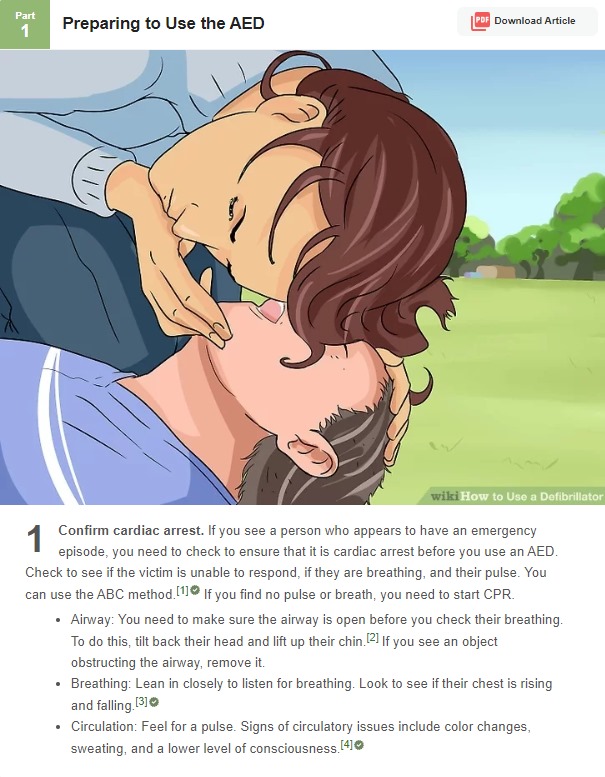 Part
1
Preparing to Use the AED
PDF
Download Article
wikiHow to Use a Defibrillator
1
Confirm cardiac arrest. If you see a person who appears to have an emergency
episode, you need to check to ensure that it is cardiac arrest before you use an AED.
Check to see if the victim is unable to respond, if they are breathing, and their pulse. You
can use the ABC method.[1] If you find no pulse or breath, you need to start CPR.
• Airway: You need to make sure the airway is open before you check their breathing.
To do this, tilt back their head and lift up their chin.[2] If you see an object
obstructing the airway, remove it.
• Breathing: Lean in closely to listen for breathing. Look to see if their chest is rising
and falling.[3]
• Circulation: Feel for a pulse. Signs of circulatory issues include color changes,
sweating, and a lower level of consciousness.[4]